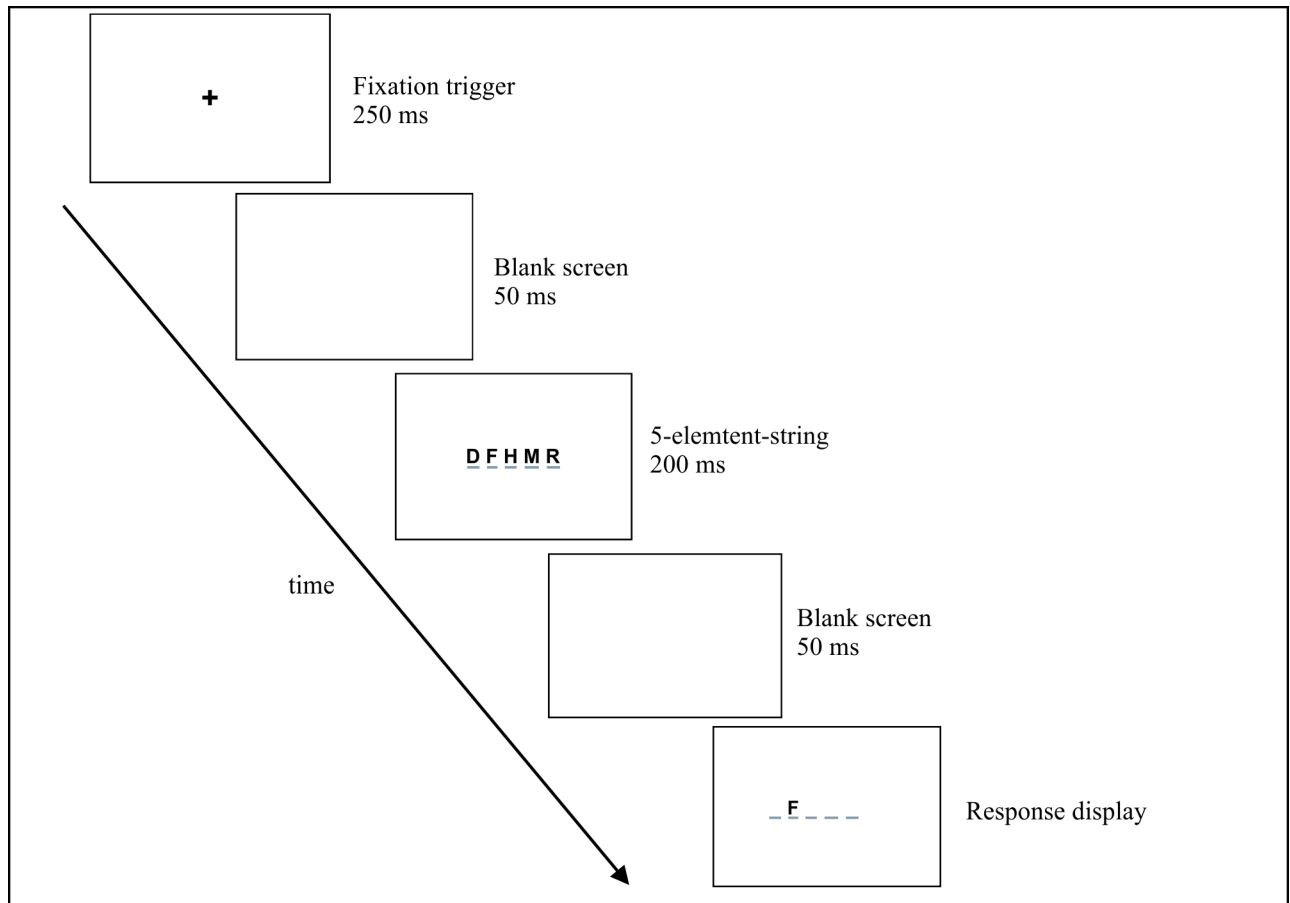 +
Fixation trigger
250 ms
Blank screen
50 ms
D F H M R
5-elemtent-string
200 ms
time
Blank screen
50 ms
_ F _ _ _
Response display